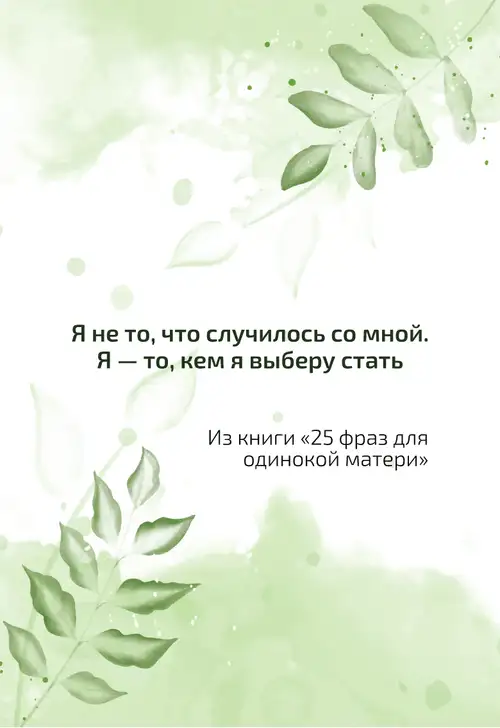 Я не то, что случилось со мной.
Я — то, кем я выберу стать
Из книги «25 фраз для
одинокой матери»